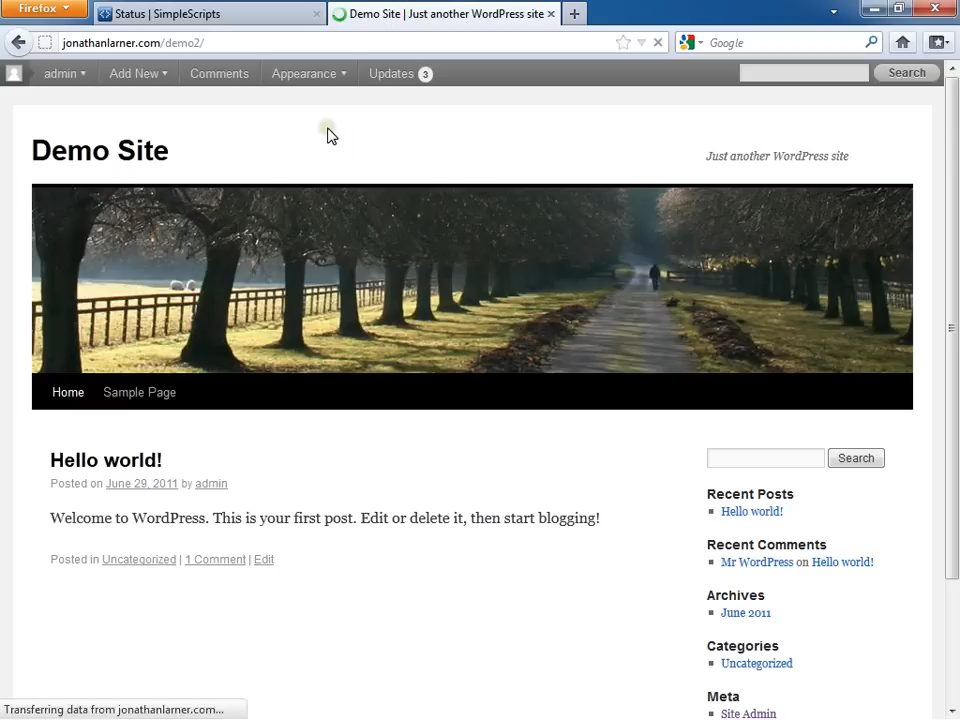 Firefox
Status | SimpleScripts
Demo Site | Just another WordPress site
jonathanlarner.com/demo2/
Google
admin
Add New
Comments
Appearance
Updates 3
Search
Demo Site
Just another WordPress site
Home
Sample Page
Hello world!
Posted on June 29, 2011 by admin
Welcome to WordPress. This is your first post. Edit or delete it, then start blogging!
Posted in Uncategorized | 1 Comment | Edit
Search
Recent Posts
Hello world!
Recent Comments
Mr WordPress on Hello world!
Archives
June 2011
Categories
Uncategorized
Meta
Site Admin
Transferring data from jonathanlarner.com...